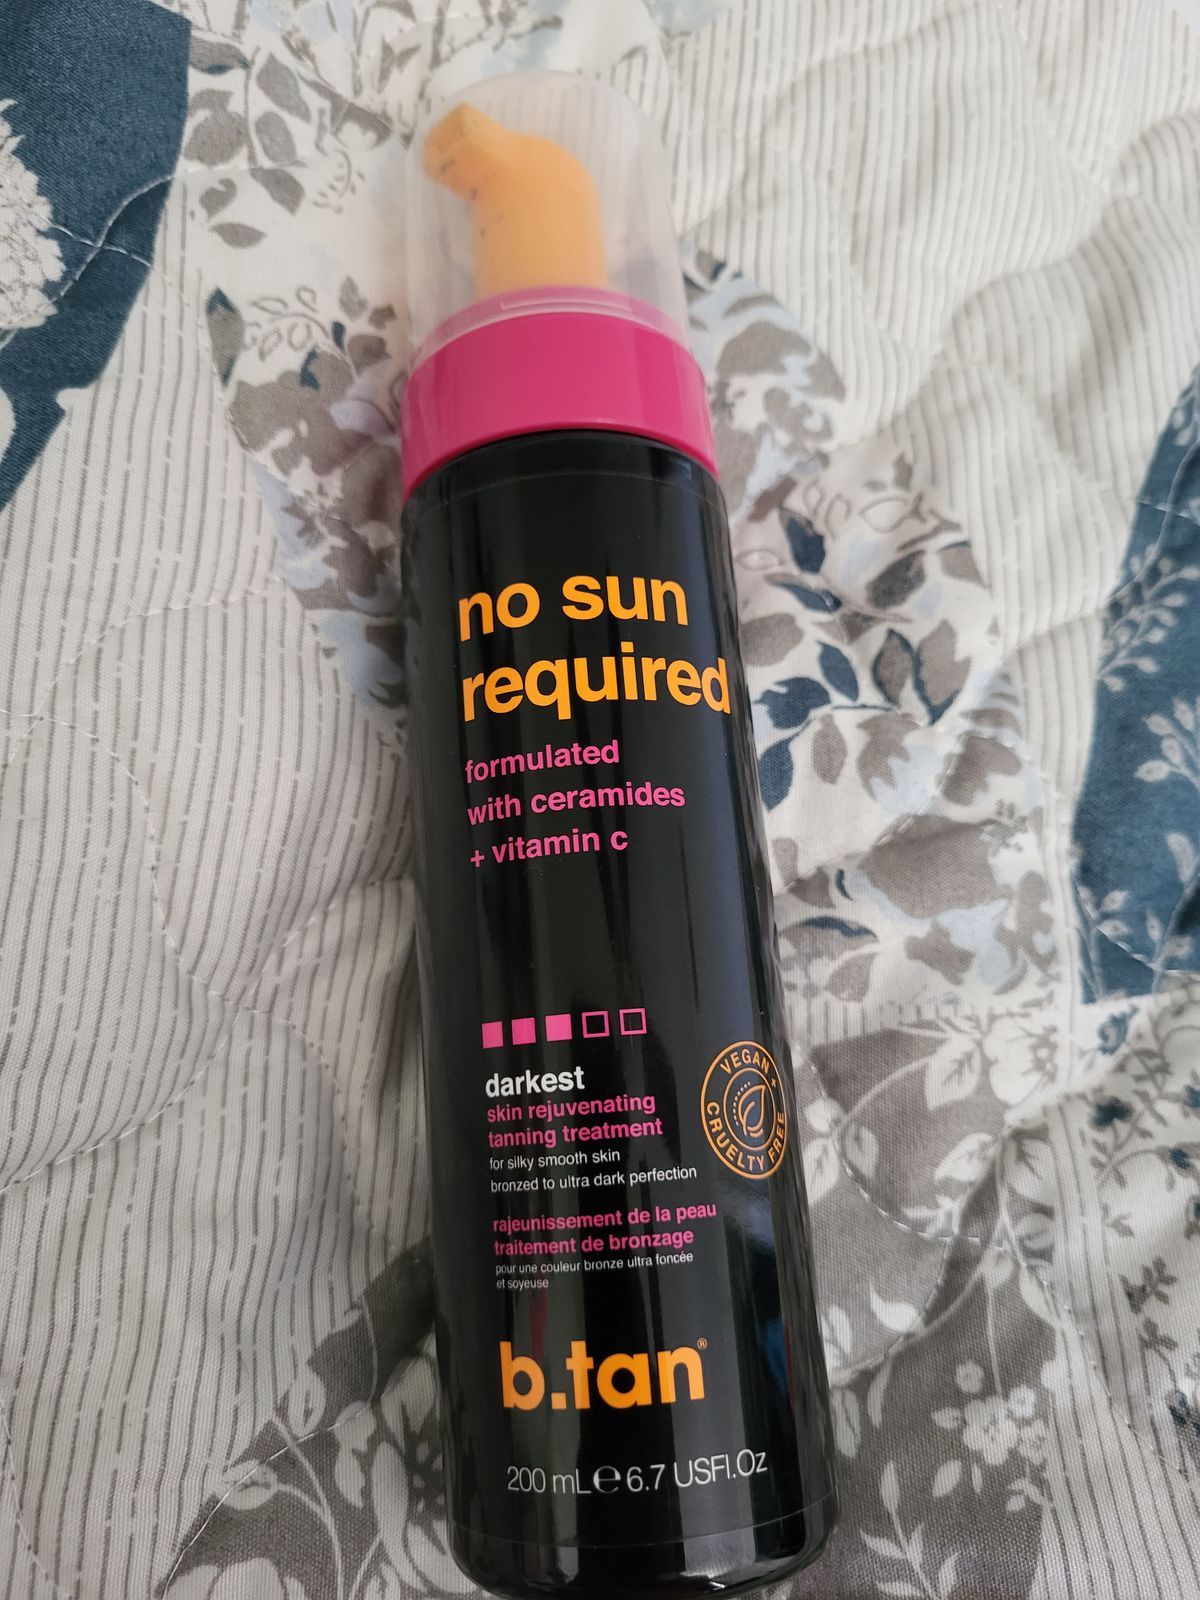 no sun
required
formulated
with ceramides
+ vitamin c
darkest
skin rejuvenating
tanning treatment
for silky smooth skin
bronzed to ultra dark perfection
VEGAN +
CRUELTY FREE
rajeunissement de la peau
traitement de bronzage
pour une couleur bronze ultra foncée
et soyeuse
b.tan®
200 mL℮6.7 USFl.Oz